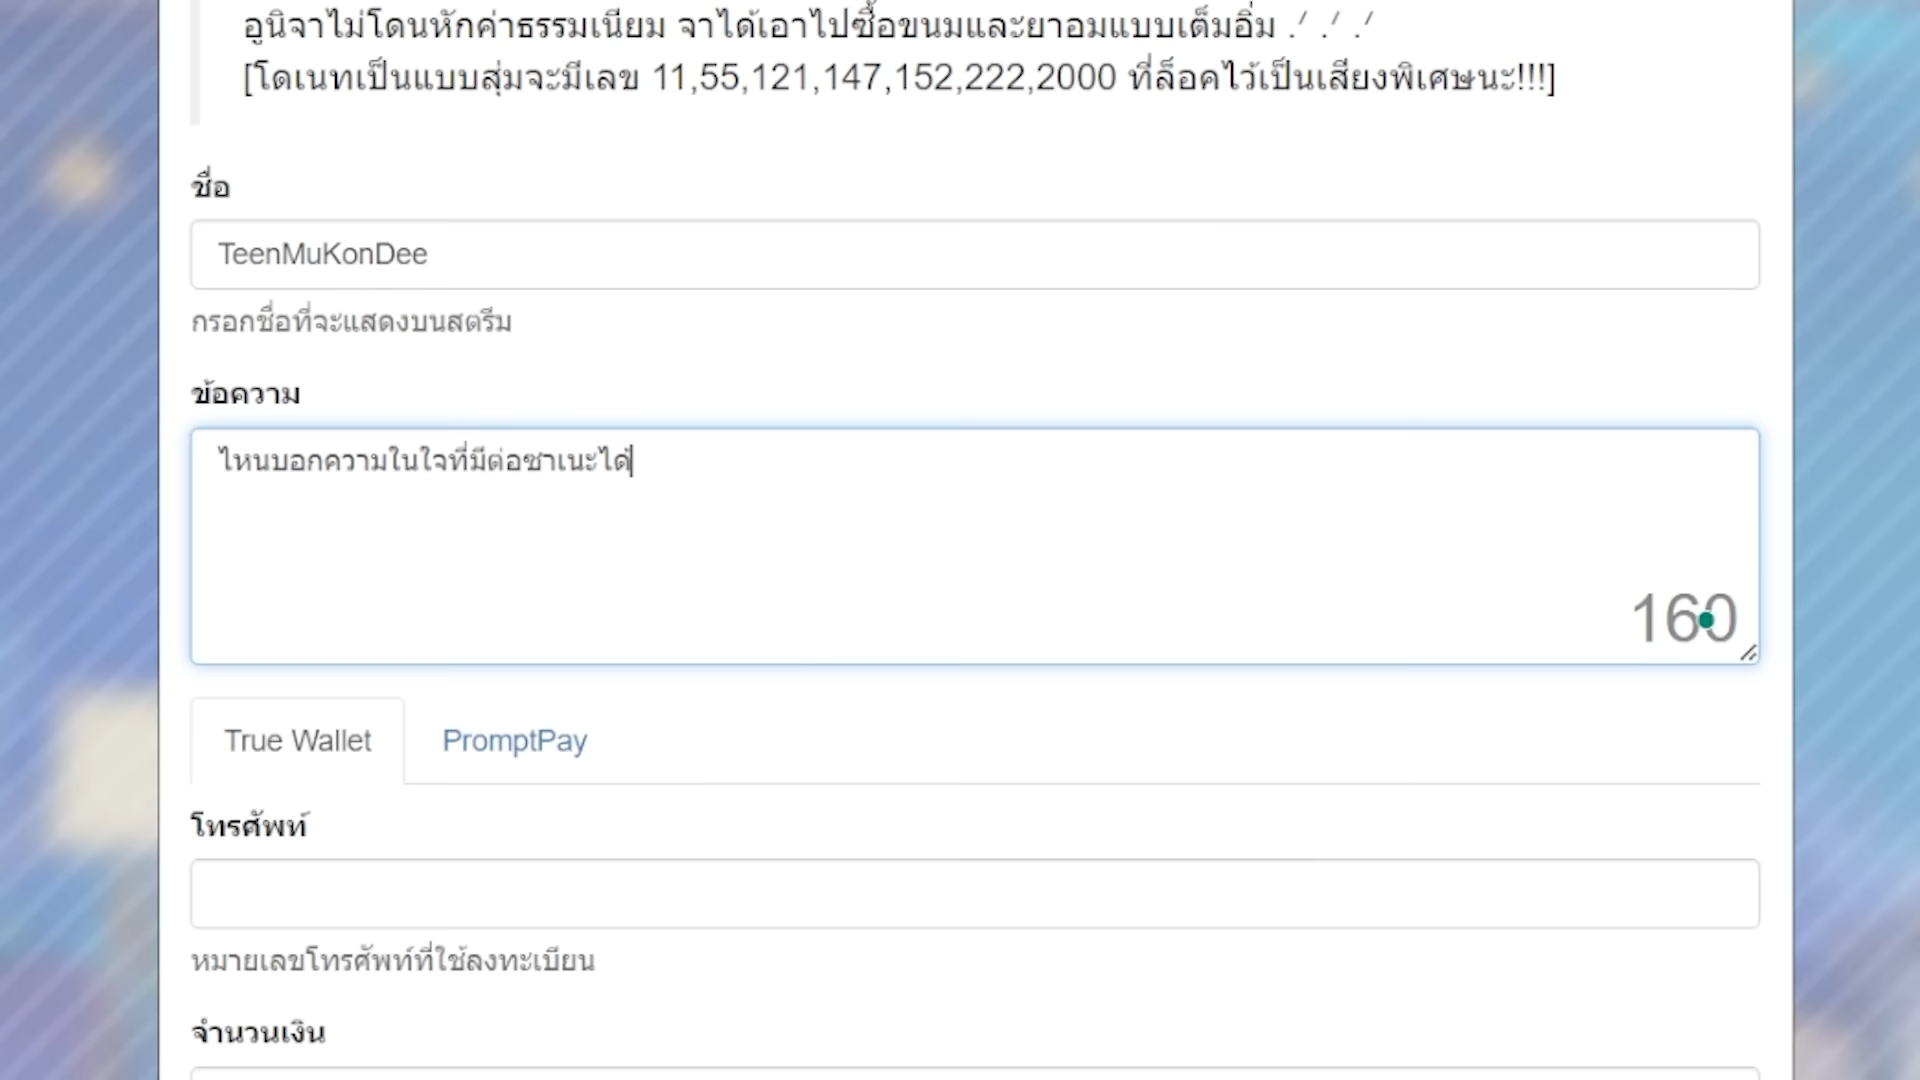 อูนิจาไม่โดนหักค่าธรรมเนียม จาได้เอาไปซื้อขนมและยาอมแบบเต็มอิ่ม .ᐟ .ᐟ .ᐟ
[โดเนทเป็นแบบสุ่มจะมีเลข 11,55,121,147,152,222,2000 ที่ล็อคไว้เป็นเสียงพิเศษนะ!!!]
ชื่อ
TeenMuKonDee
กรอกชื่อที่จะแสดงบนสตรีม
ข้อความ
ไหนบอกความในใจที่มีต่อซาเนะได้
160
True Wallet PromptPay
โทรศัพท์
หมายเลขโทรศัพท์ที่ใช้ลงทะเบียน
จำนวนเงิน